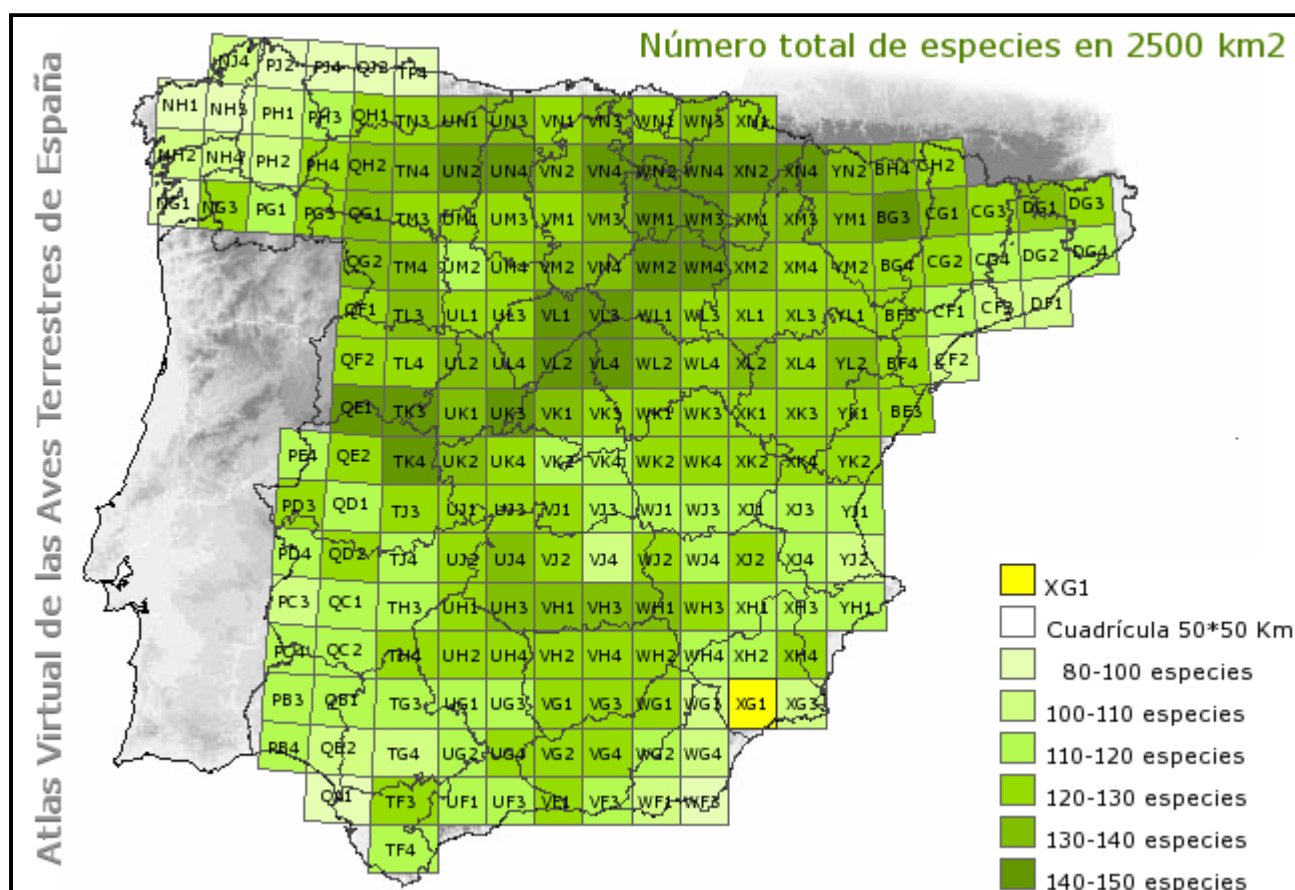 Número total de especies en 2500 km2
Atlas Virtual de las Aves Terrestres de España
NJ4 PJ2 PJ4 QJ2 TP4
NH1 NH3 PH1 PH3 QH1 TN3 UN1 UN3 VN1 VN3 WN1 WN3 XN1
NH2 NH4 PH2 PH4 QH2 TN4 UN2 UN4 VN2 VN4 WN2 WN4 XN2 XN4 YN2 BH4 CH2
NG1 NG3 PG1 PG3 QG1 TM3 UM1 UM3 VM1 VM3 WM1 WM3 XM1 XM3 YM1 BG3 CG1 CG3 DG1 DG3
QG2 TM4 UM2 UM4 VM2 VN4 WM2 WM4 XM2 XM4 YM2 BG4 CG2 CG4 DG2 DG4
QF1 TL3 UL1 UL3 VL1 VL3 WL1 WL3 XL1 XL3 YL1 BF3 CF1 CF3 DF1
QF2 TL4 UL2 UL4 VL2 VL4 WL2 WL4 XL2 XL4 YL2 BF4 CF2
QE1 TK3 UK1 UK3 VK1 VK3 WK1 WK3 XK1 XK3 YK1 BE3
PE4 QE2 TK4 UK2 UK4 VK2 VK4 WK2 WK4 XK2 XK4 YK2
PD3 QD1 TJ3 UJ1 UJ3 VJ1 VJ3 WJ1 WJ3 XJ1 XJ3 YJ1
PD4 QD2 TJ4 UJ2 UJ4 VJ2 VJ4 WJ2 WJ4 XJ2 XJ4 YJ2
PC3 QC1 TH3 UH1 UH3 VH1 VH3 WH1 WH3 XH1 XH3 YH1
PC4 QC2 TH4 UH2 UH4 VH2 VH4 WH2 WH4 XH2 XH4
PB3 QB1 TG3 UG1 UG3 VG1 VG3 WG1 WG3 XG1 XG3
PB4 QB2 TG4 UG2 UG4 VG2 VG4 WG2 WG4
QA1 TF3 UF1 UF3 VF1 VF3 WF1 WF3
TF4
XG1
Cuadrícula 50*50 Km
80-100 especies
100-110 especies
110-120 especies
120-130 especies
130-140 especies
140-150 especies